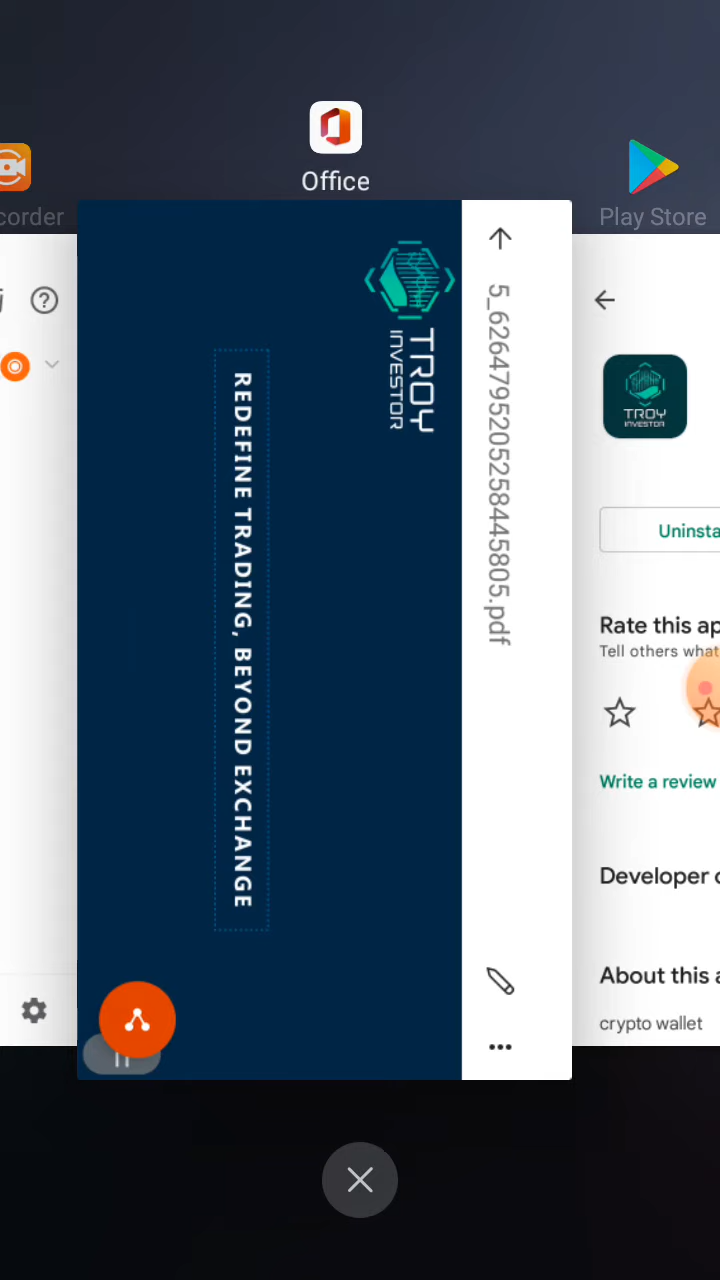 corder
Office
Play Store
5_6264795205258445805.pdf
TROY
INVESTOR
REDEFINE TRADING, BEYOND EXCHANGE
TROY
INVESTOR
Uninsta
Rate this ap
Tell others what
Write a review
Developer c
About this a
crypto wallet